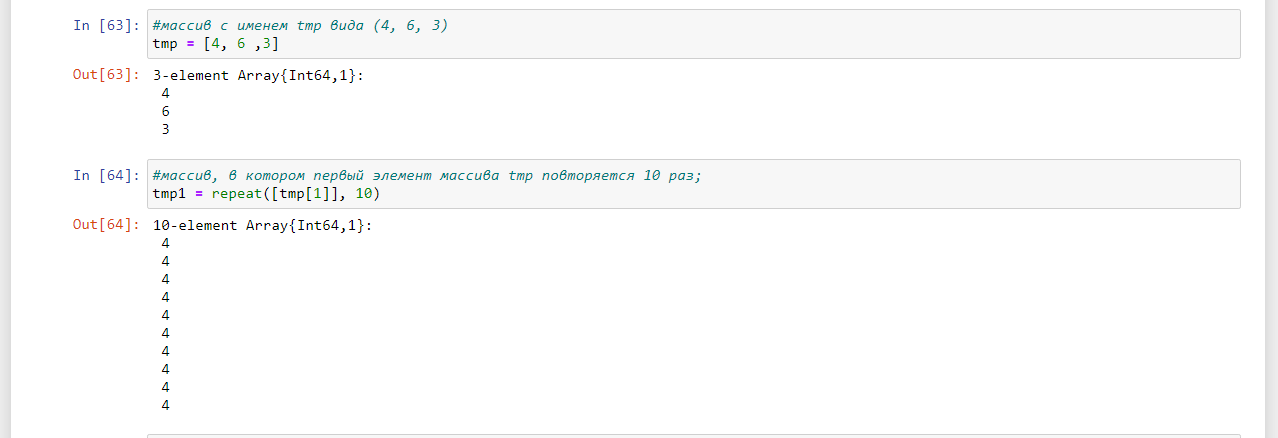 In [63]: #массив с именем tmp вида (4, 6, 3)
tmp = [4, 6 ,3]
Out[63]: 3-element Array{Int64,1}:
4
6
3
In [64]: #массив, в котором первый элемент массива tmp повторяется 10 раз;
tmp1 = repeat([tmp[1]], 10)
Out[64]: 10-element Array{Int64,1}:
4
4
4
4
4
4
4
4
4
4